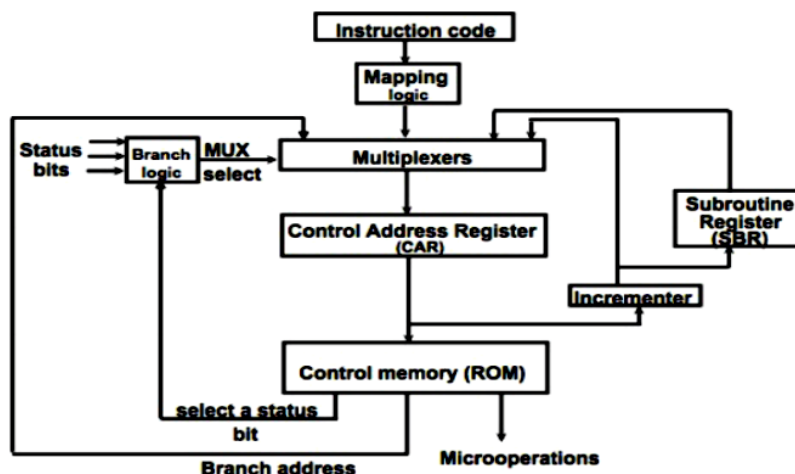 Instruction code
Mapping
logic
Status
bits
Branch
logic
MUX
select
Multiplexers
Subroutine
Register
(SBR)
Control Address Register
(CAR)
Incrementer
Control memory (ROM)
select a status
bit
Microoperations
Branch address